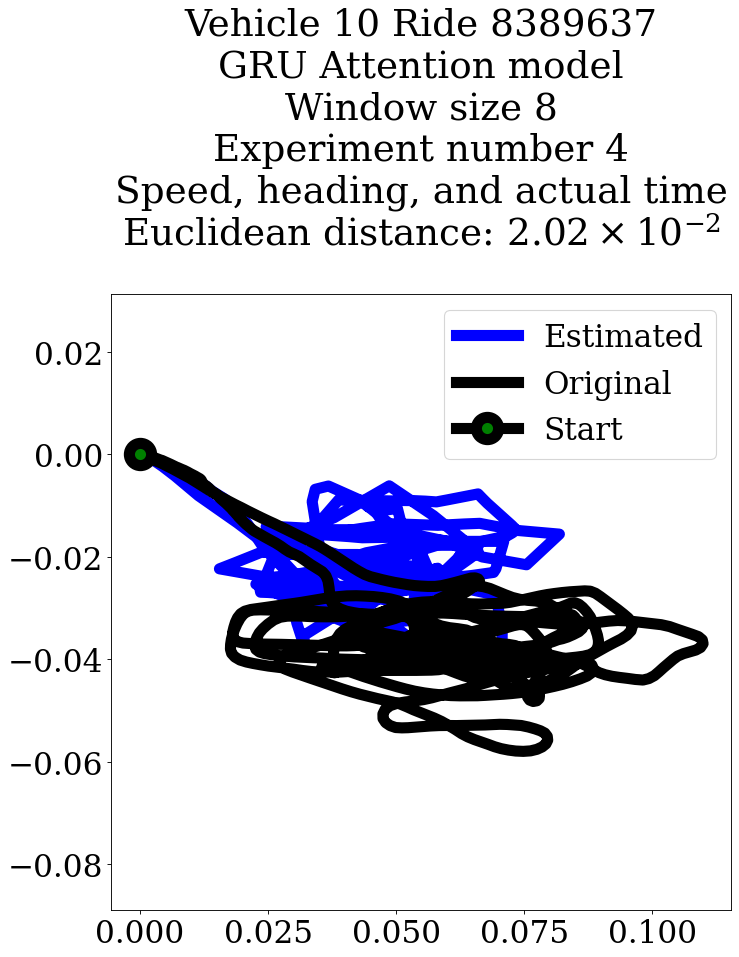 Vehicle 10 Ride 8389637
GRU Attention model
Window size 8
Experiment number 4
Speed, heading, and actual time
Euclidean distance: 2.02 × 10⁻²
Estimated
Original
Start
0.02
0.00
−0.02
−0.04
−0.06
−0.08
0.000 0.025 0.050 0.075 0.100